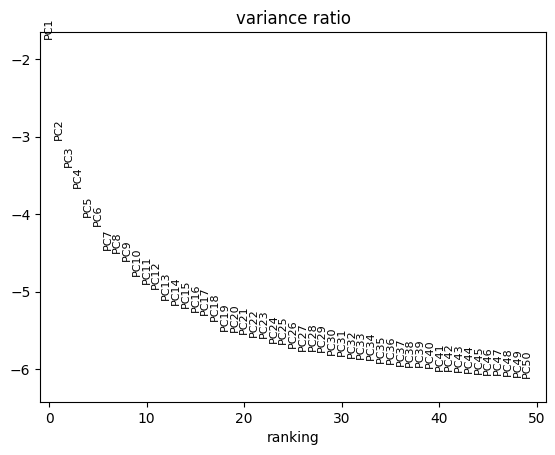 variance ratio
−2
−3
−4
−5
−6
PC1
PC2
PC3
PC4
PC5
PC6
PC7
PC8
PC9
PC10
PC11
PC12
PC13
PC14
PC15
PC16
PC17
PC18
PC19
PC20
PC21
PC22
PC23
PC24
PC25
PC26
PC27
PC28
PC29
PC30
PC31
PC32
PC33
PC34
PC35
PC36
PC37
PC38
PC39
PC40
PC41
PC42
PC43
PC44
PC45
PC46
PC47
PC48
PC49
PC50
0 10 20 30 40 50
ranking